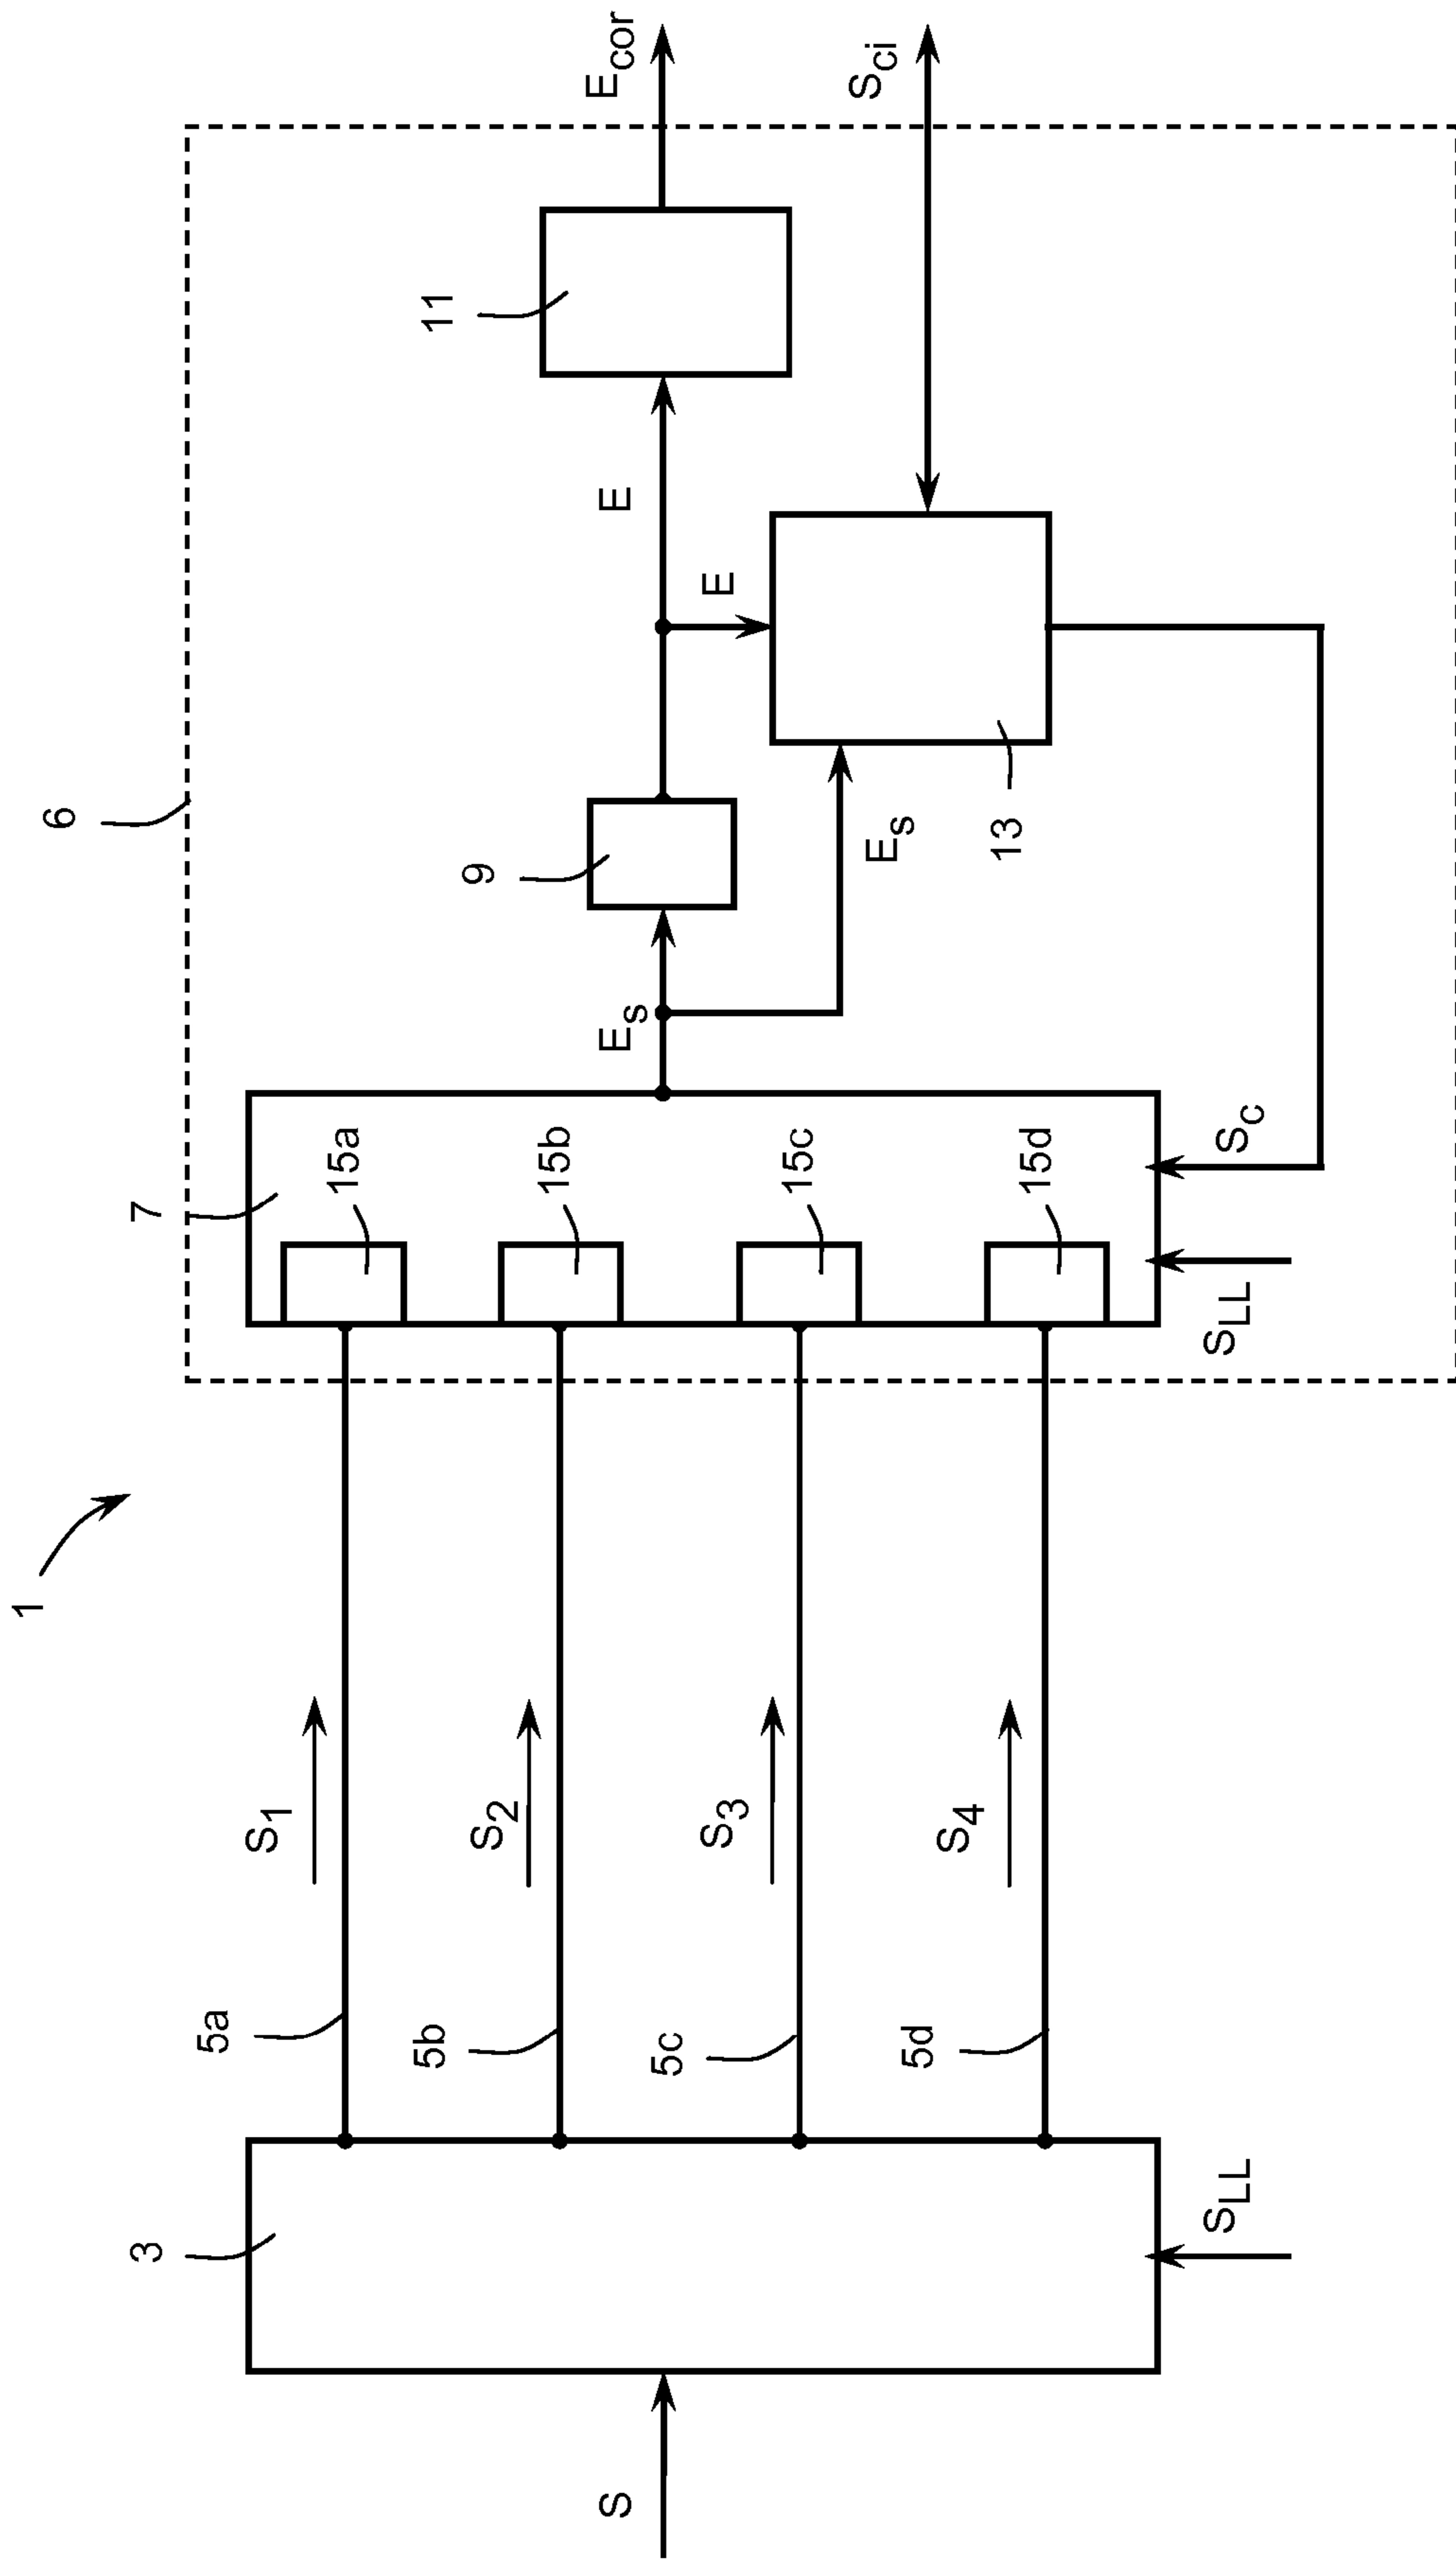 1
6
S
3
S_LL
5a
5b
5c
5d
S_1
S_2
S_3
S_4
7
15a
15b
15c
15d
S_LL
S_c
E_s
E_s
9
13
E
E
11
E_cor
S_ci